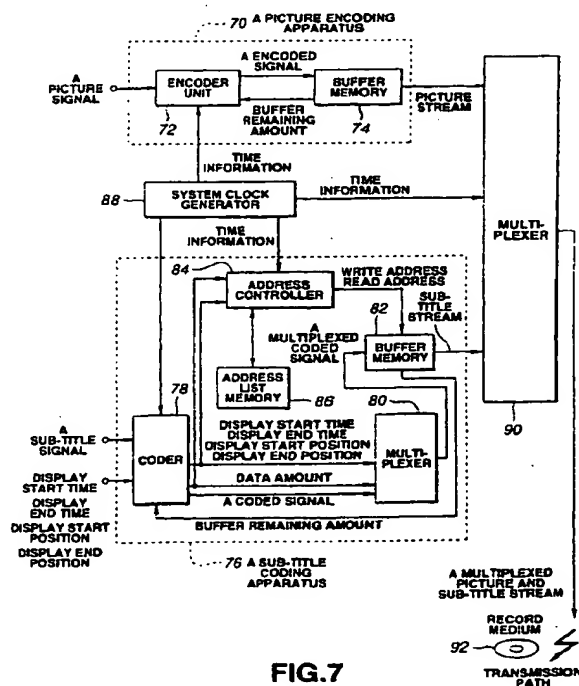 70
A PICTURE ENCODING
APPARATUS
A ENCODED SIGNAL
A
PICTURE
SIGNAL
ENCODER
UNIT
72
BUFFER
MEMORY
74
BUFFER
REMAINING
AMOUNT
PICTURE
STREAM
TIME
INFORMATION
88
SYSTEM CLOCK
GENERATOR
TIME
INFORMATION
TIME
INFORMATION
MULTI-
PLEXER
90
84
ADDRESS
CONTROLLER
WRITE ADDRESS
READ ADDRESS
SUB-
TITLE
STREAM
A
MULTIPLEXED
CODED
SIGNAL
82
BUFFER
MEMORY
ADDRESS
LIST
MEMORY
86
78
80
A
SUB-TITLE
SIGNAL
CODER
DISPLAY START TIME
DISPLAY END TIME
DISPLAY START POSITION
DISPLAY END POSITION
MULTI-
PLEXER
DATA AMOUNT
A CODED SIGNAL
BUFFER REMAINING AMOUNT
DISPLAY
START TIME
DISPLAY
END TIME
DISPLAY START
POSITION
DISPLAY END
POSITION
76
A SUB-TITLE
CODING
APPARATUS
A MULTIPLEXED
PICTURE AND
SUB-TITLE STREAM
RECORD
MEDIUM
92
TRANSMISSION
PATH
FIG.7